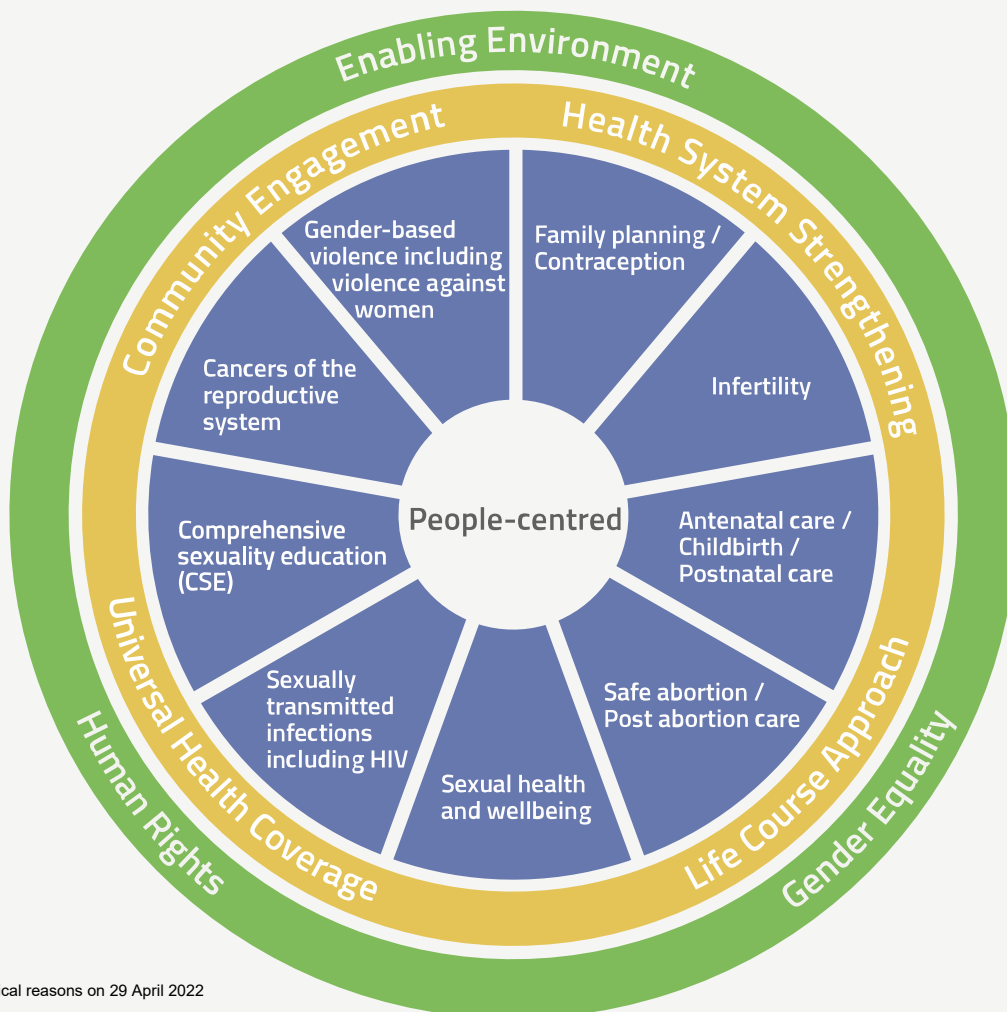 Enabling Environment
Community Engagement
Health System Strengthening
Gender-based
violence including
violence against
women
Family planning /
Contraception
Cancers of the
reproductive
system
Infertility
People-centred
Comprehensive
sexuality education
(CSE)
Antenatal care /
Childbirth /
Postnatal care
Sexually
transmitted
infections
including HIV
Safe abortion /
Post abortion care
Sexual health
and wellbeing
Universal Health Coverage
Life Course Approach
Human Rights
Gender Equality
reasons on 29 April 2022